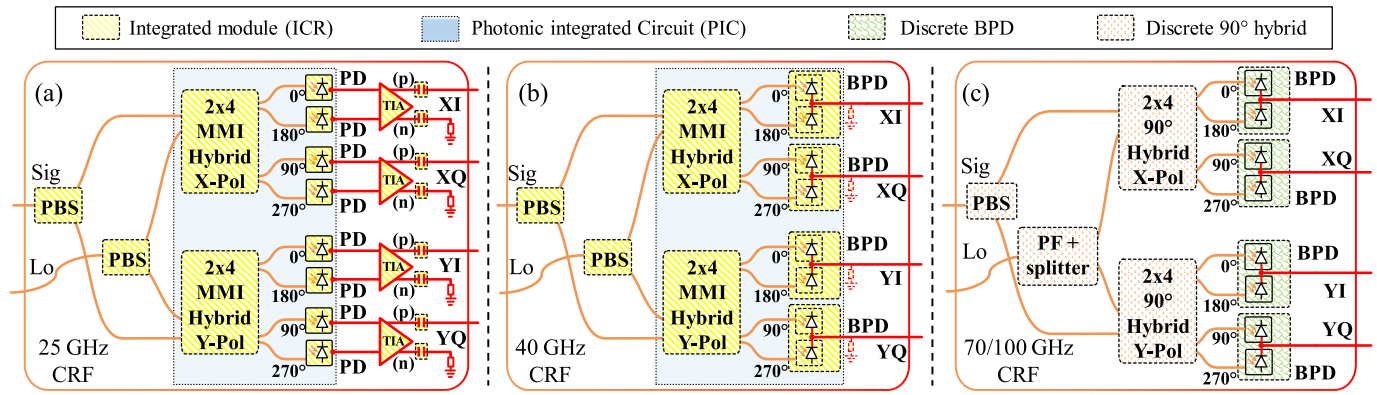 Integrated module (ICR)
Photonic integrated Circuit (PIC)
Discrete BPD
Discrete 90° hybrid
(a)
Sig
PBS
Lo
PBS
25 GHz
CRF
2x4
MMI
Hybrid
X-Pol
2x4
MMI
Hybrid
Y-Pol
0°
180°
90°
270°
0°
180°
90°
270°
PD
PD
PD
PD
PD
PD
PD
PD
(p)
TIA
(n)
XI
(p)
TIA
(n)
XQ
(p)
TIA
(n)
YI
(p)
TIA
(n)
YQ
(b)
Sig
PBS
Lo
PBS
40 GHz
CRF
2x4
MMI
Hybrid
X-Pol
2x4
MMI
Hybrid
Y-Pol
0°
180°
90°
270°
0°
180°
90°
270°
BPD
XI
BPD
XQ
BPD
YI
BPD
YQ
(c)
Sig
PBS
Lo
PF +
splitter
70/100 GHz
CRF
2x4
90°
Hybrid
X-Pol
2x4
90°
Hybrid
Y-Pol
0°
180°
90°
270°
0°
180°
90°
270°
BPD
XI
XQ
BPD
BPD
YI
YQ
BPD